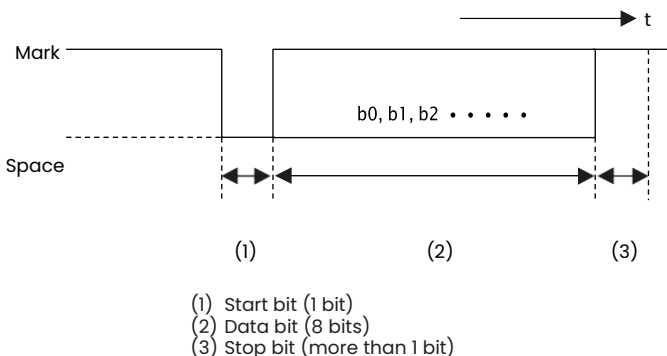 t
Mark
b0, b1, b2 • • • • •
Space
(1) (2) (3)
(1) Start bit (1 bit)
(2) Data bit (8 bits)
(3) Stop bit (more than 1 bit)